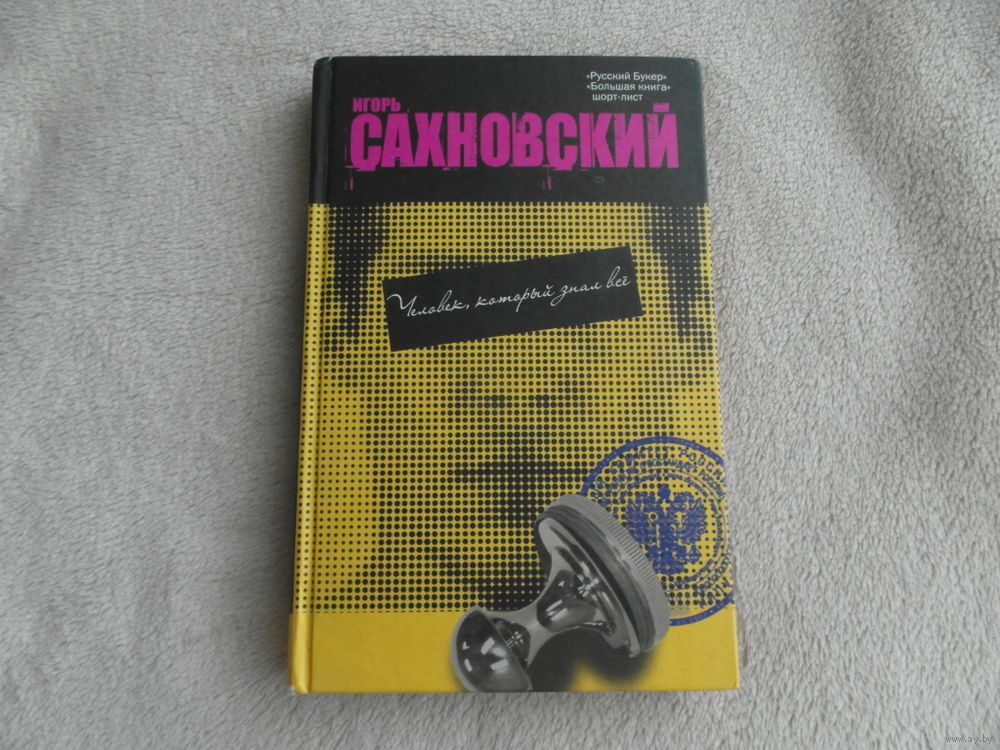 «Русский Букер»
«Большая книга»
шорт-лист
ИГОРЬ
САХНОВСКИЙ
Человек, который знал всё
www.ay.by